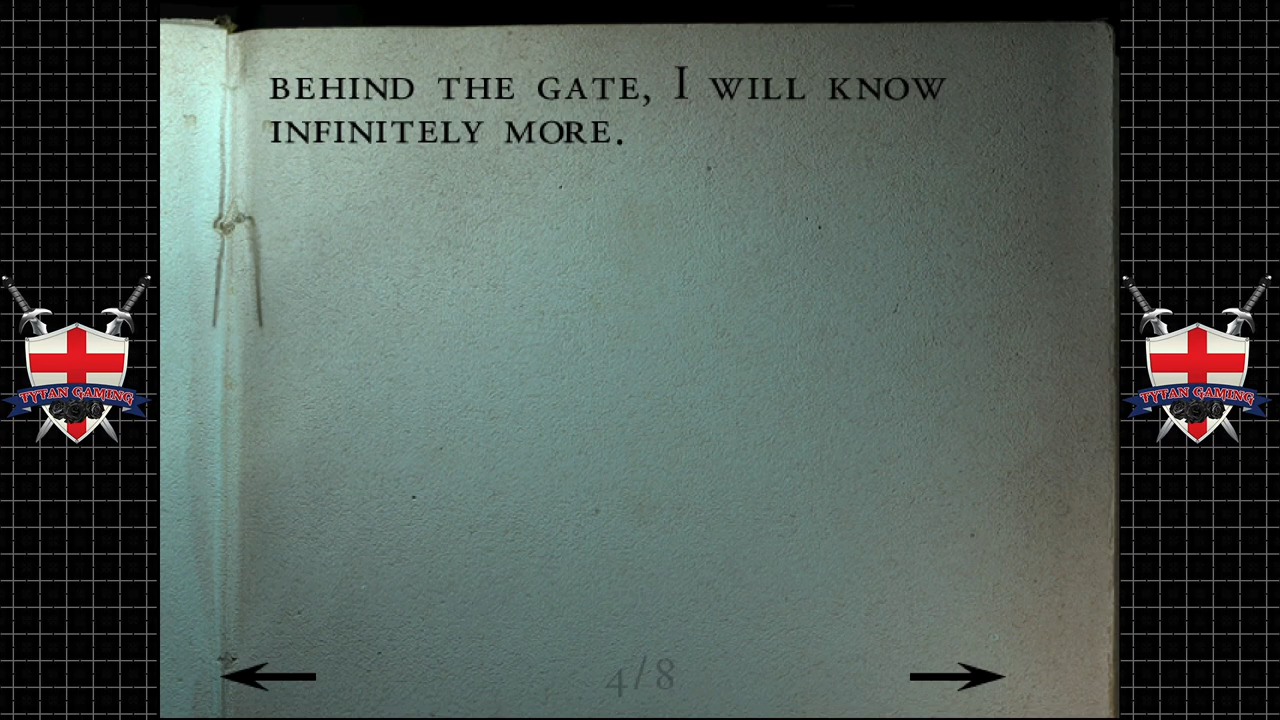 BEHIND THE GATE, I WILL KNOW
INFINITELY MORE.
TYTAN GAMING
TYTAN GAMING
4/8